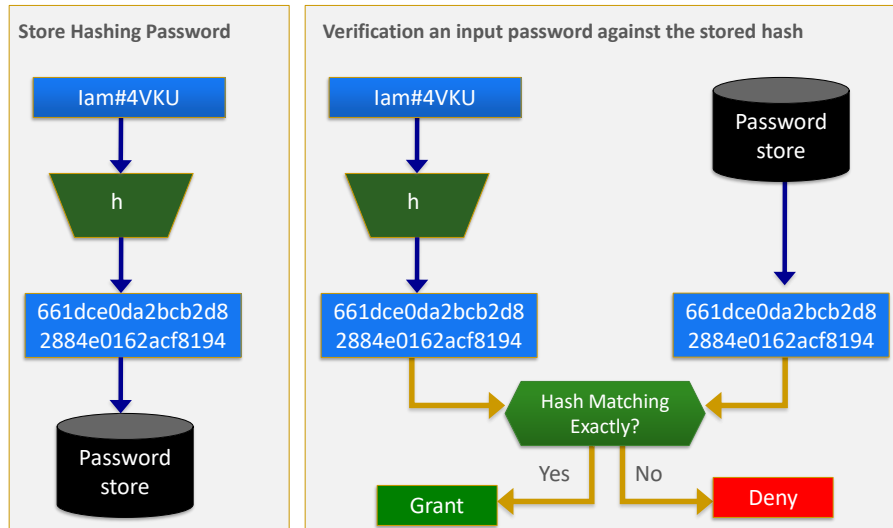 Store Hashing Password
Iam#4VKU
h
661dce0da2bcb2d8
2884e0162acf8194
Password
store
Verification an input password against the stored hash
Iam#4VKU
h
661dce0da2bcb2d8
2884e0162acf8194
Password
store
661dce0da2bcb2d8
2884e0162acf8194
Hash Matching
Exactly?
Yes
No
Grant
Deny